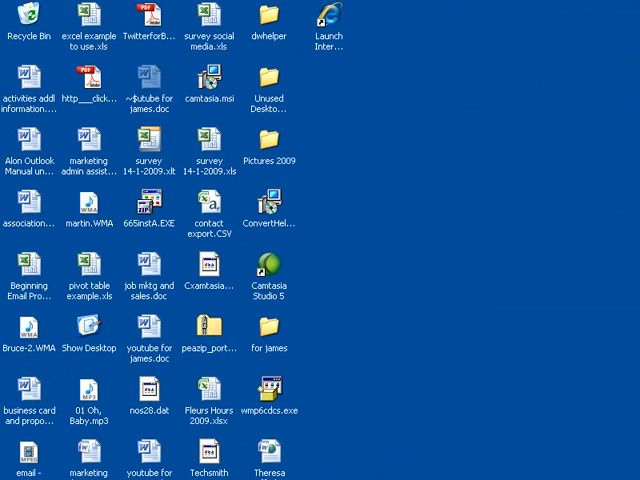 Recycle Bin
excel example
to use.xls
TwitterforB...
survey social
media.xls
dwhelper
Launch
Inter...
activities addl
information....
http___click...
~$utube for
james.doc
camtasia.msi
Unused
Deskto...
Alon Outlook
Manual un...
marketing
admin assist...
survey
14-1-2009.xlt
survey
14-1-2009.xls
Pictures 2009
association...
martin.WMA
665instA.EXE
contact
export.CSV
ConvertHel...
Beginning
Email Pro...
pivot table
example.xls
job mktg and
sales.doc
Cxamtasia...
Camtasia
Studio 5
Bruce-2.WMA
Show Desktop
youtube for
james.doc
peazip_port...
for james
business card
and propo...
01 Oh,
Baby.mp3
nos28.dat
Fleurs Hours
2009.xlsx
wmp6cdcs.exe
email -
marketing
youtube for
Techsmith
Theresa